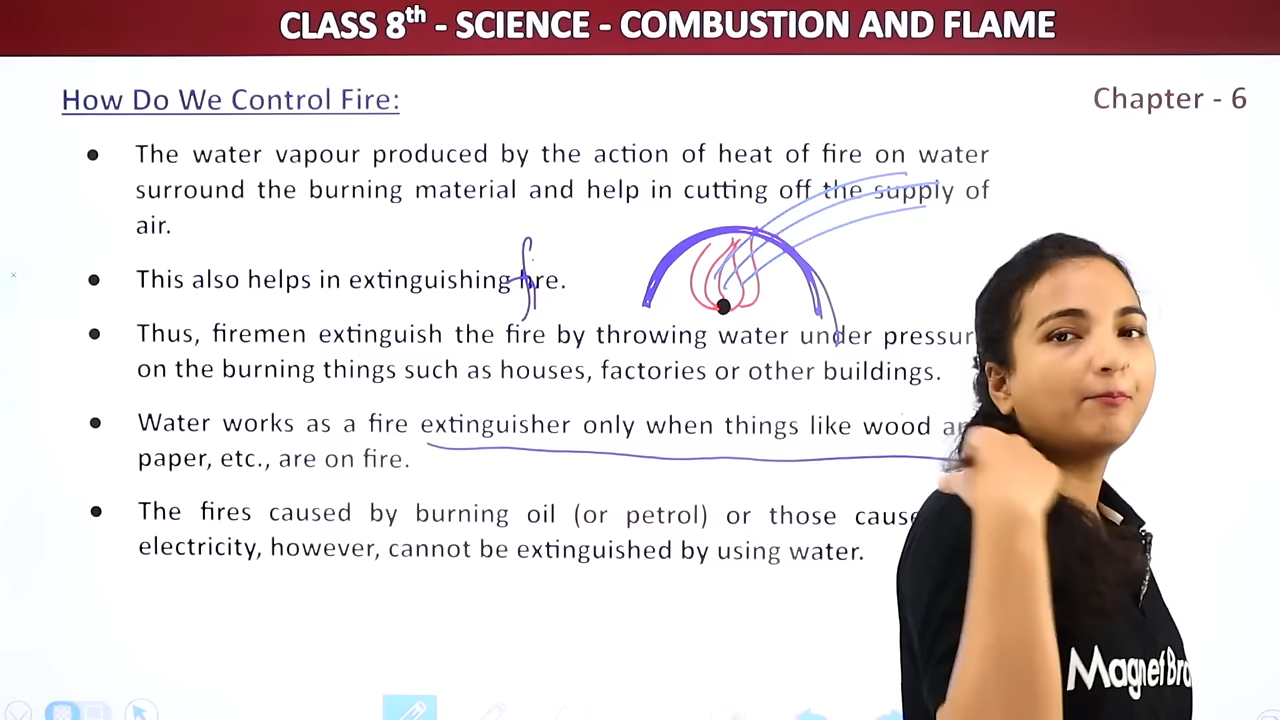 CLASS 8th - SCIENCE - COMBUSTION AND FLAME
How Do We Control Fire:
Chapter - 6
● The water vapour produced by the action of heat of fire on water
surround the burning material and help in cutting off the supply of
air.
● This also helps in extinguishing fire.
● Thus, firemen extinguish the fire by throwing water under pressur
on the burning things such as houses, factories or other buildings.
● Water works as a fire extinguisher only when things like wood a
paper, etc., are on fire.
● The fires caused by burning oil (or petrol) or those cause
electricity, however, cannot be extinguished by using water.
Magnet Bra